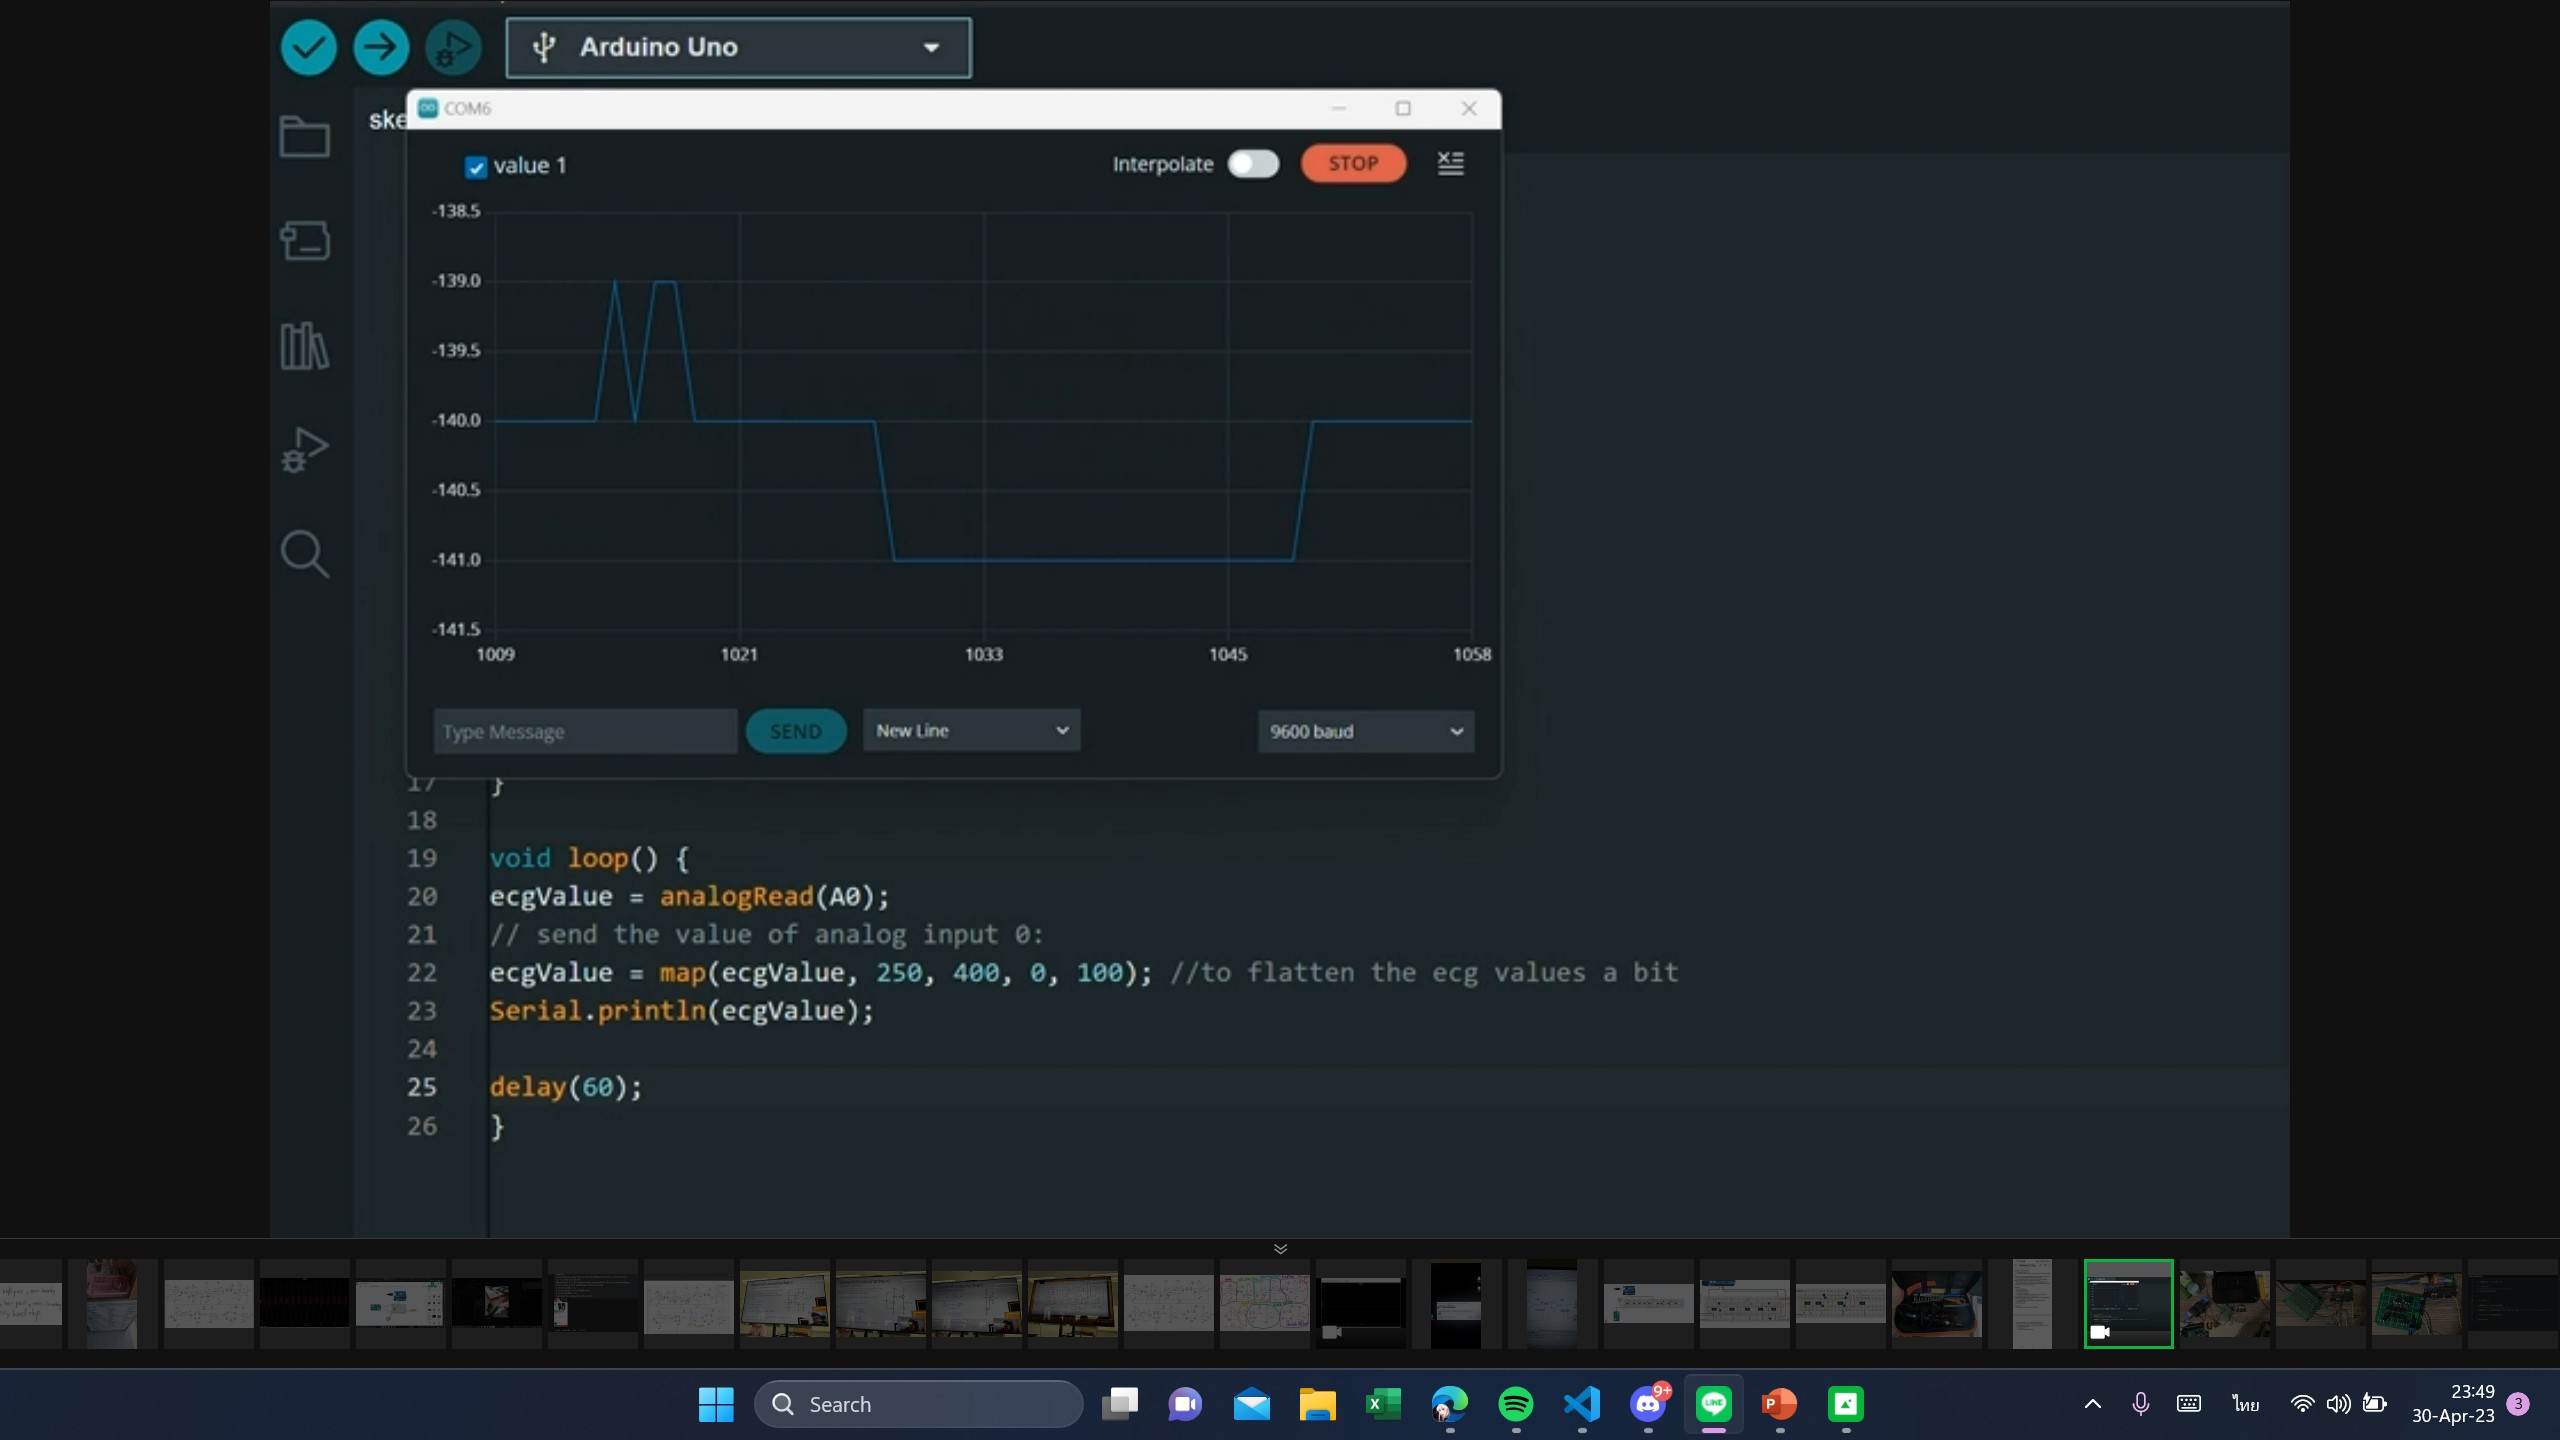 Arduino Uno
ske
COM6
value 1
Interpolate
STOP
-138.5
-139.0
-139.5
-140.0
-140.5
-141.0
-141.5
1009 1021 1033 1045 1058
Type Message
SEND
New Line
9600 baud
17 }
18
19 void loop() {
20 ecgValue = analogRead(A0);
21 // send the value of analog input 0:
22 ecgValue = map(ecgValue, 250, 400, 0, 100); //to flatten the ecg values a bit
23 Serial.println(ecgValue);
24
25 delay(60);
26 }
Search
9+
LINE
ไทย
23:49
30-Apr-23
3